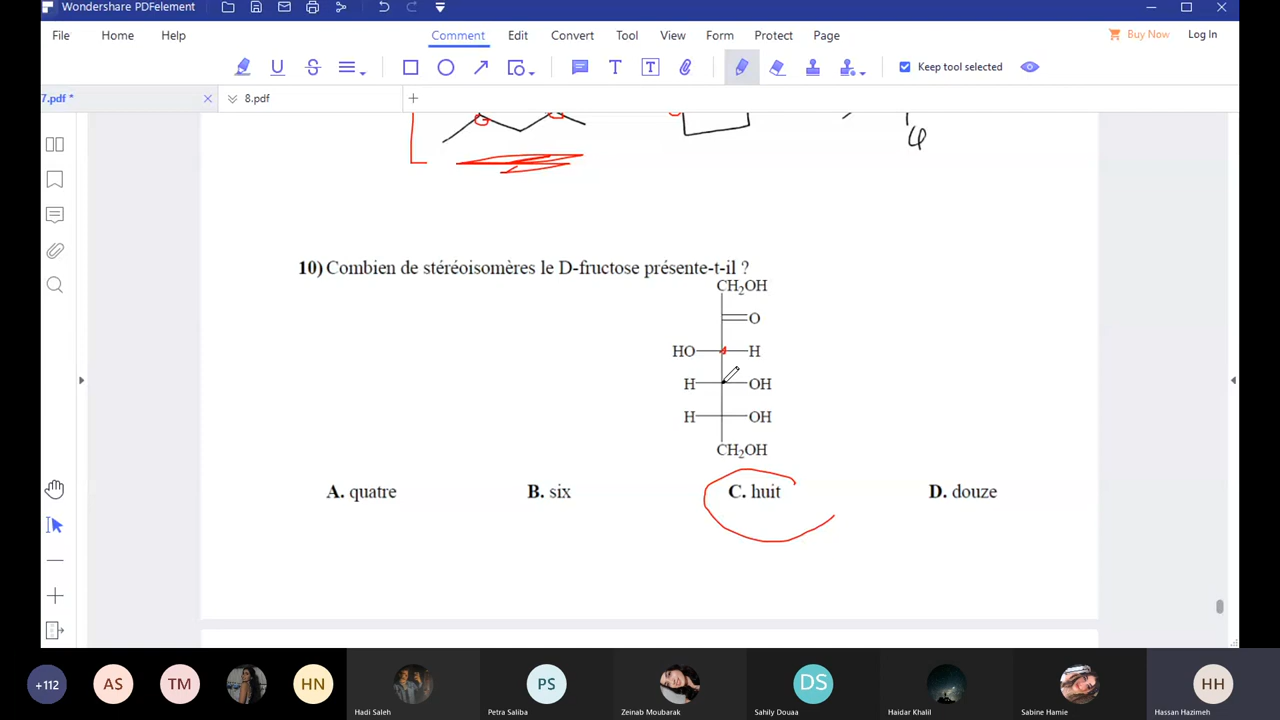 Wondershare PDFelement
File Home Help Comment Edit Convert Tool View Form Protect Page Buy Now Log In
Keep tool selected
7.pdf * 8.pdf
10) Combien de stéréoisomères le D-fructose présente-t-il ?
CH2OH
O
HO H
H OH
H OH
CH2OH
A. quatre B. six C. huit D. douze
+112 AS TM HN PS DS HH
Hadi Saleh Petra Saliba Zeinab Moubarak Sahily Douaa Haidar Khalil Sabine Hamie Hassan Hazimeh